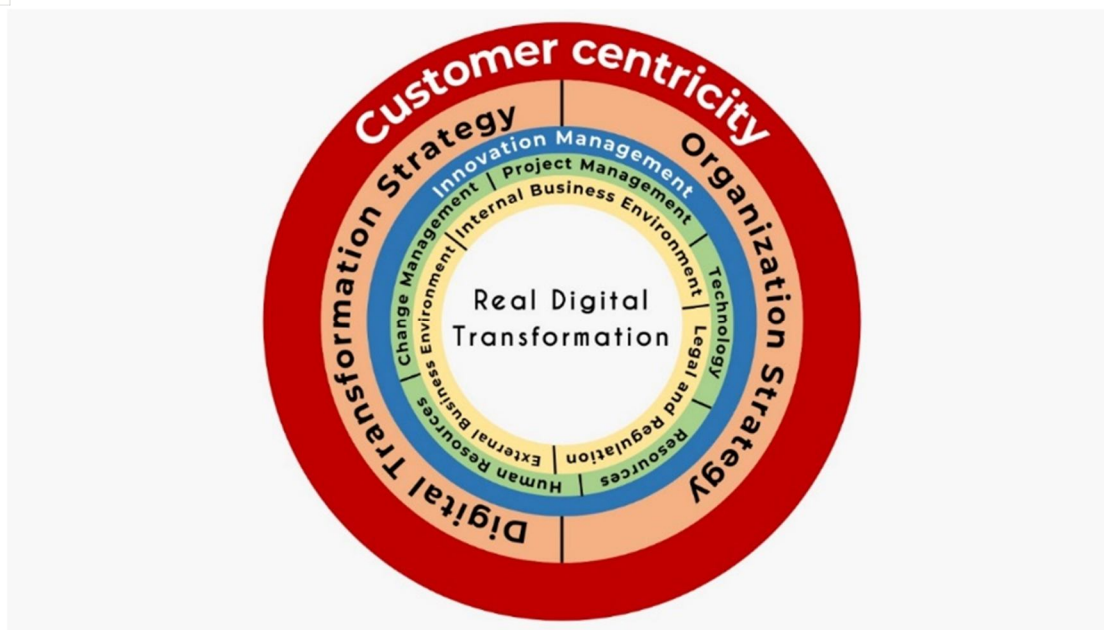 Customer centricity
Digital Transformation Strategy
Organization Strategy
Innovation Management
Change Management
Project Management
Technology
Resources
Human Resources
Internal Business Environment
Legal and Regulation
External Business Environment
Real Digital
Transformation